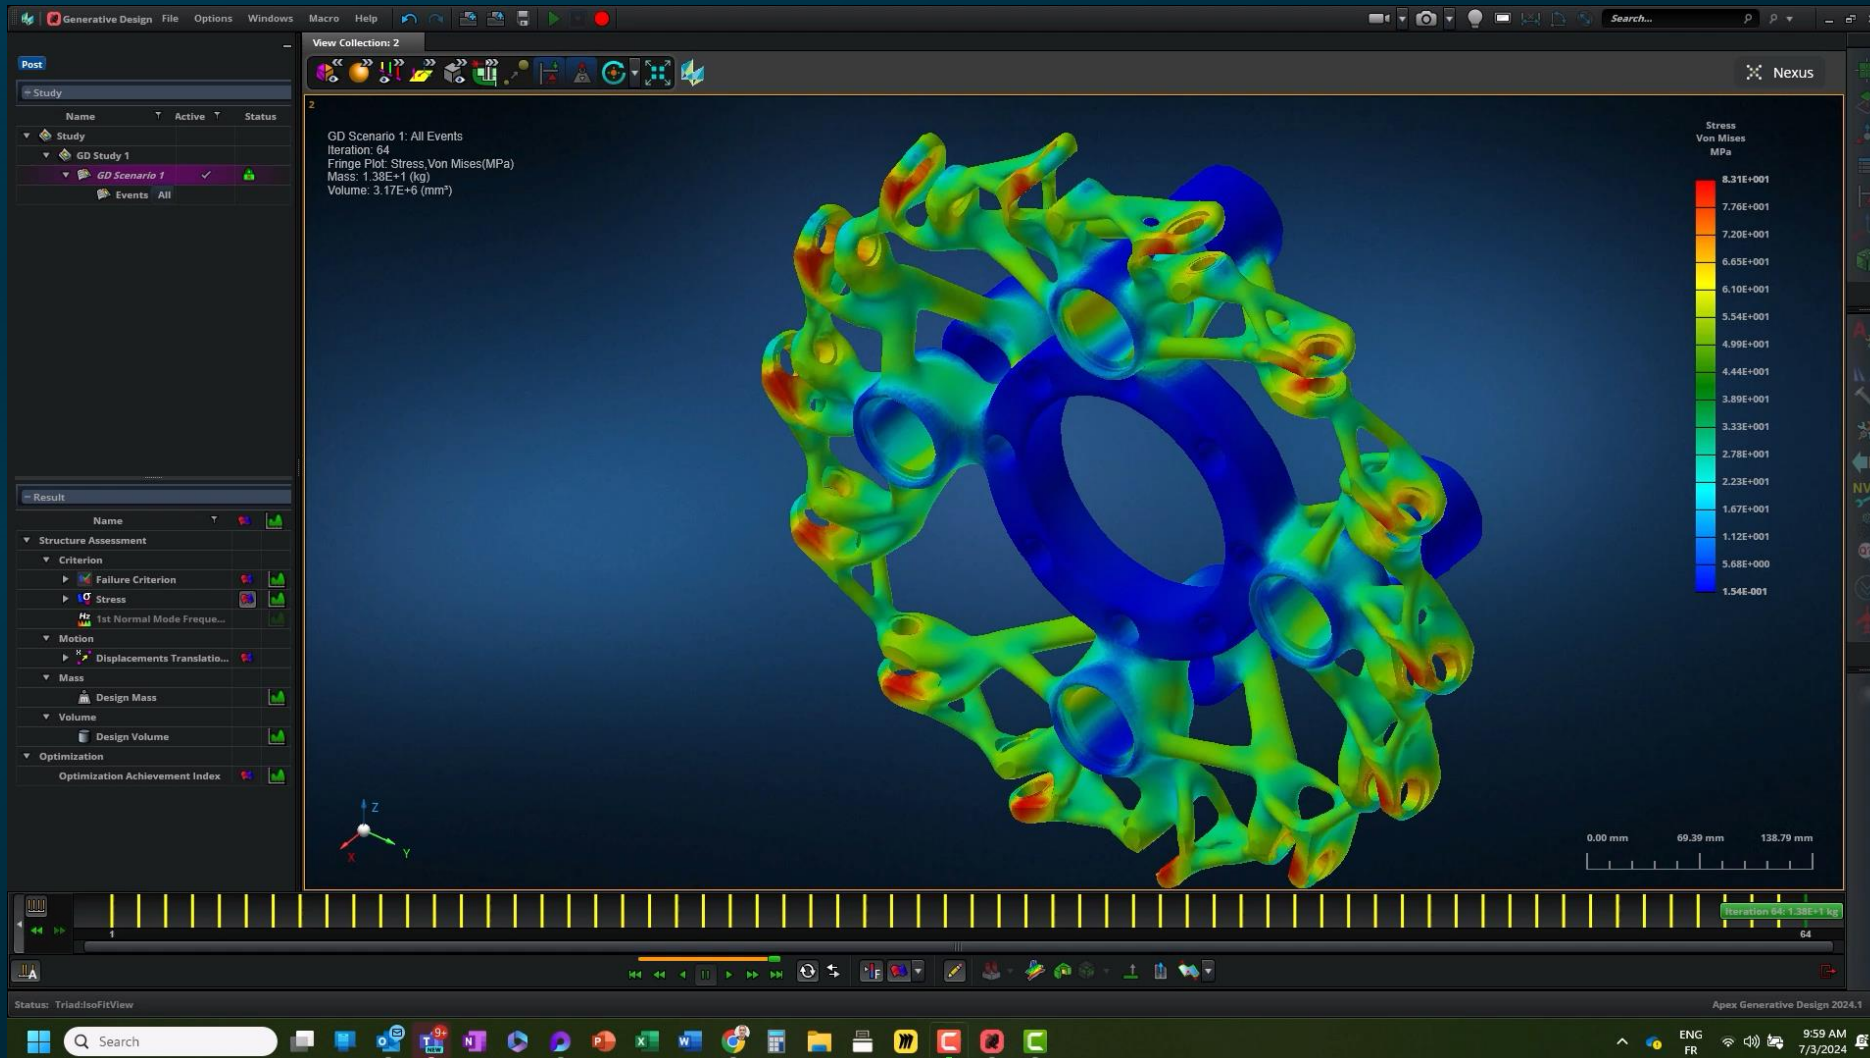 Generative Design File Options Windows Macro Help Search...
View Collection: 2
Post
Nexus
Study
Name Active Status
Study
GD Study 1
GD Scenario 1
Events All
2
GD Scenario 1: All Events
Iteration: 64
Fringe Plot: Stress,Von Mises(MPa)
Mass: 1.38E+1 (kg)
Volume: 3.17E+6 (mm³)
Stress
Von Mises
MPa
8.31E+001
7.76E+001
7.20E+001
6.65E+001
6.10E+001
5.54E+001
4.99E+001
4.44E+001
3.89E+001
3.33E+001
2.78E+001
2.23E+001
1.67E+001
1.12E+001
5.68E+000
1.54E-001
Result
Name
Structure Assessment
Criterion
Failure Criterion
Stress
Hz 1st Normal Mode Freque...
Motion
Displacements Translatio...
Mass
Design Mass
Volume
Design Volume
Optimization
Optimization Achievement Index
Z
X
Y
0.00 mm 69.39 mm 138.79 mm
Iteration 64: 1.38E+1 kg
1 64
Status: Triad:IsoFitView
Apex Generative Design 2024.1
Search
9+
NEW
ENG
FR
9:59 AM
7/3/2024